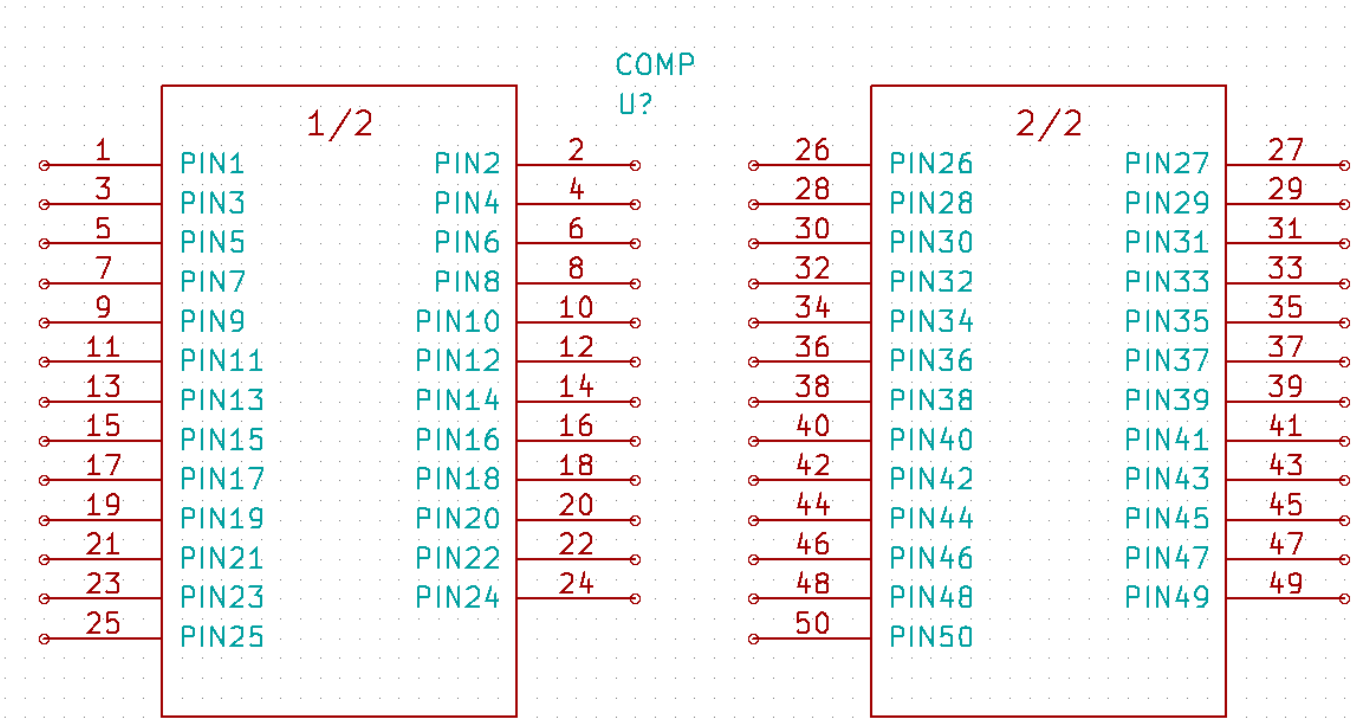 COMP
U?
1/2
1 PIN1 PIN2 2
3 PIN3 PIN4 4
5 PIN5 PIN6 6
7 PIN7 PIN8 8
9 PIN9 PIN10 10
11 PIN11 PIN12 12
13 PIN13 PIN14 14
15 PIN15 PIN16 16
17 PIN17 PIN18 18
19 PIN19 PIN20 20
21 PIN21 PIN22 22
23 PIN23 PIN24 24
25 PIN25
2/2
26 PIN26 PIN27 27
28 PIN28 PIN29 29
30 PIN30 PIN31 31
32 PIN32 PIN33 33
34 PIN34 PIN35 35
36 PIN36 PIN37 37
38 PIN38 PIN39 39
40 PIN40 PIN41 41
42 PIN42 PIN43 43
44 PIN44 PIN45 45
46 PIN46 PIN47 47
48 PIN48 PIN49 49
50 PIN50